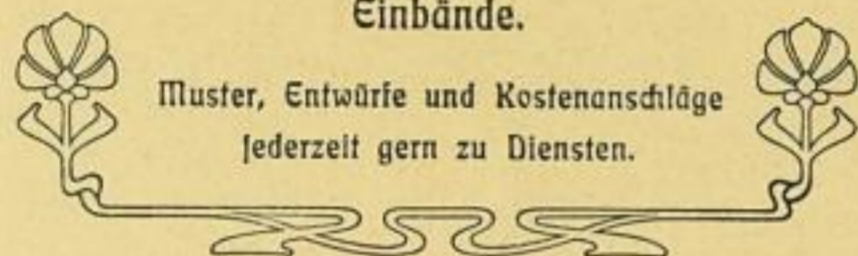 Einbände.
Muster, Entwürfe und Kostenanschläge
jederzeit gern zu Diensten.